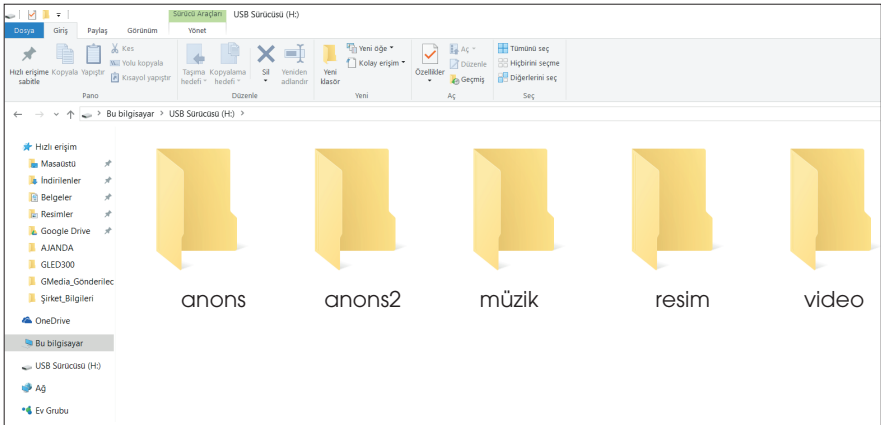 Sürücü Araçları USB Sürücüsü (H:)
Dosya Giriş Paylaş Görünüm Yönet
Hızlı erişime sabitle
Kopyala
Yapıştır
Kes
Yolu kopyala
Kısayol yapıştır
Pano
Taşıma hedefi
Kopyalama hedefi
Sil
Yeniden adlandır
Düzenle
Yeni klasör
Yeni öğe
Kolay erişim
Yeni
Özellikler
Aç
Düzenle
Geçmiş
Aç
Tümünü seç
Hiçbirini seçme
Diğerlerini seç
Seç
Bu bilgisayar > USB Sürücüsü (H:) >
Hızlı erişim
Masaüstü
İndirilenler
Belgeler
Resimler
Google Drive
AJANDA
GLED300
GMedia_Gönderilec
Şirket_Bilgileri
OneDrive
Bu bilgisayar
USB Sürücüsü (H:)
Ağ
Ev Grubu
anons anons2 müzik resim video